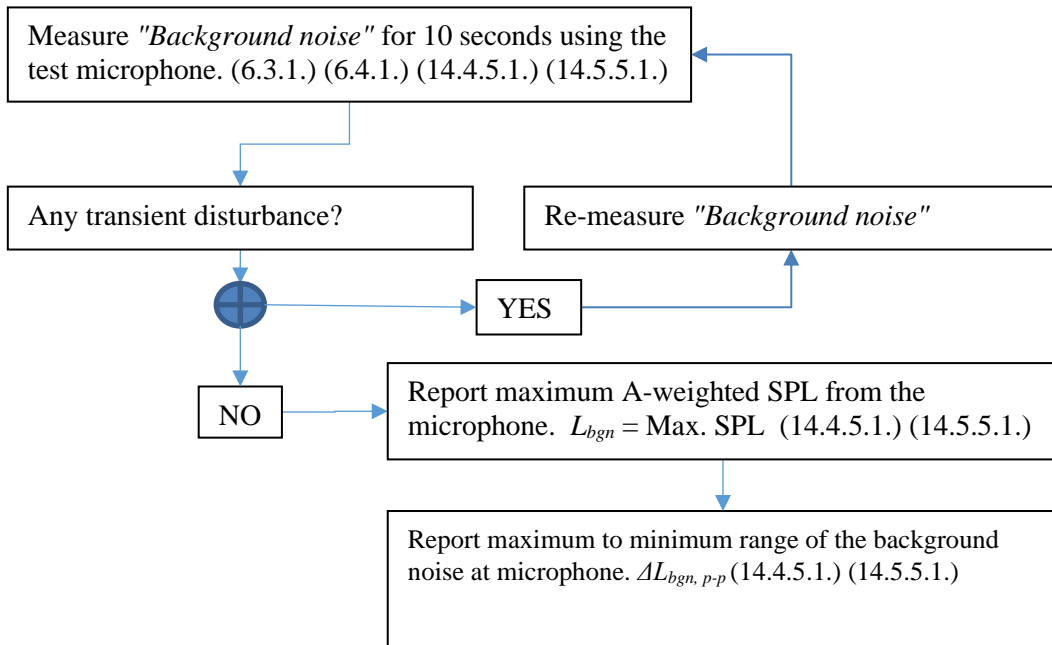 Measure "Background noise" for 10 seconds using the
test microphone. (6.3.1.) (6.4.1.) (14.4.5.1.) (14.5.5.1.)
Any transient disturbance?
Re-measure "Background noise"
YES
NO
Report maximum A-weighted SPL from the
microphone. Lbgn = Max. SPL (14.4.5.1.) (14.5.5.1.)
Report maximum to minimum range of the background
noise at microphone. ΔLbgn, p-p (14.4.5.1.) (14.5.5.1.)